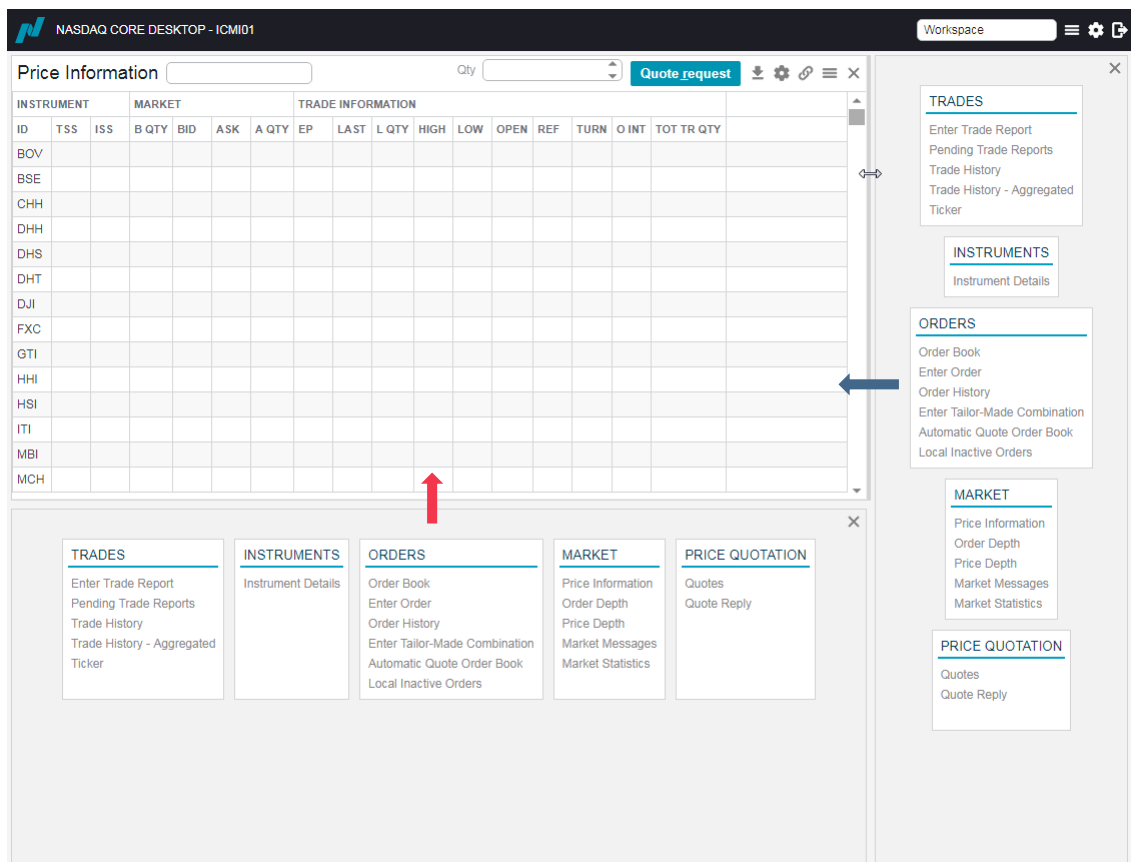 NASDAQ CORE DESKTOP - ICMI01
Workspace
Price Information
Qty
Quote request
INSTRUMENT MARKET TRADE INFORMATION
ID TSS ISS B QTY BID ASK A QTY EP LAST L QTY HIGH LOW OPEN REF TURN O INT TOT TR QTY
BOV
BSE
CHH
DHH
DHS
DHT
DJI
FXC
GTI
HHI
HSI
ITI
MBI
MCH
TRADES
Enter Trade Report
Pending Trade Reports
Trade History
Trade History - Aggregated
Ticker
INSTRUMENTS
Instrument Details
ORDERS
Order Book
Enter Order
Order History
Enter Tailor-Made Combination
Automatic Quote Order Book
Local Inactive Orders
MARKET
Price Information
Order Depth
Price Depth
Market Messages
Market Statistics
PRICE QUOTATION
Quotes
Quote Reply
TRADES
Enter Trade Report
Pending Trade Reports
Trade History
Trade History - Aggregated
Ticker
INSTRUMENTS
Instrument Details
ORDERS
Order Book
Enter Order
Order History
Enter Tailor-Made Combination
Automatic Quote Order Book
Local Inactive Orders
MARKET
Price Information
Order Depth
Price Depth
Market Messages
Market Statistics
PRICE QUOTATION
Quotes
Quote Reply